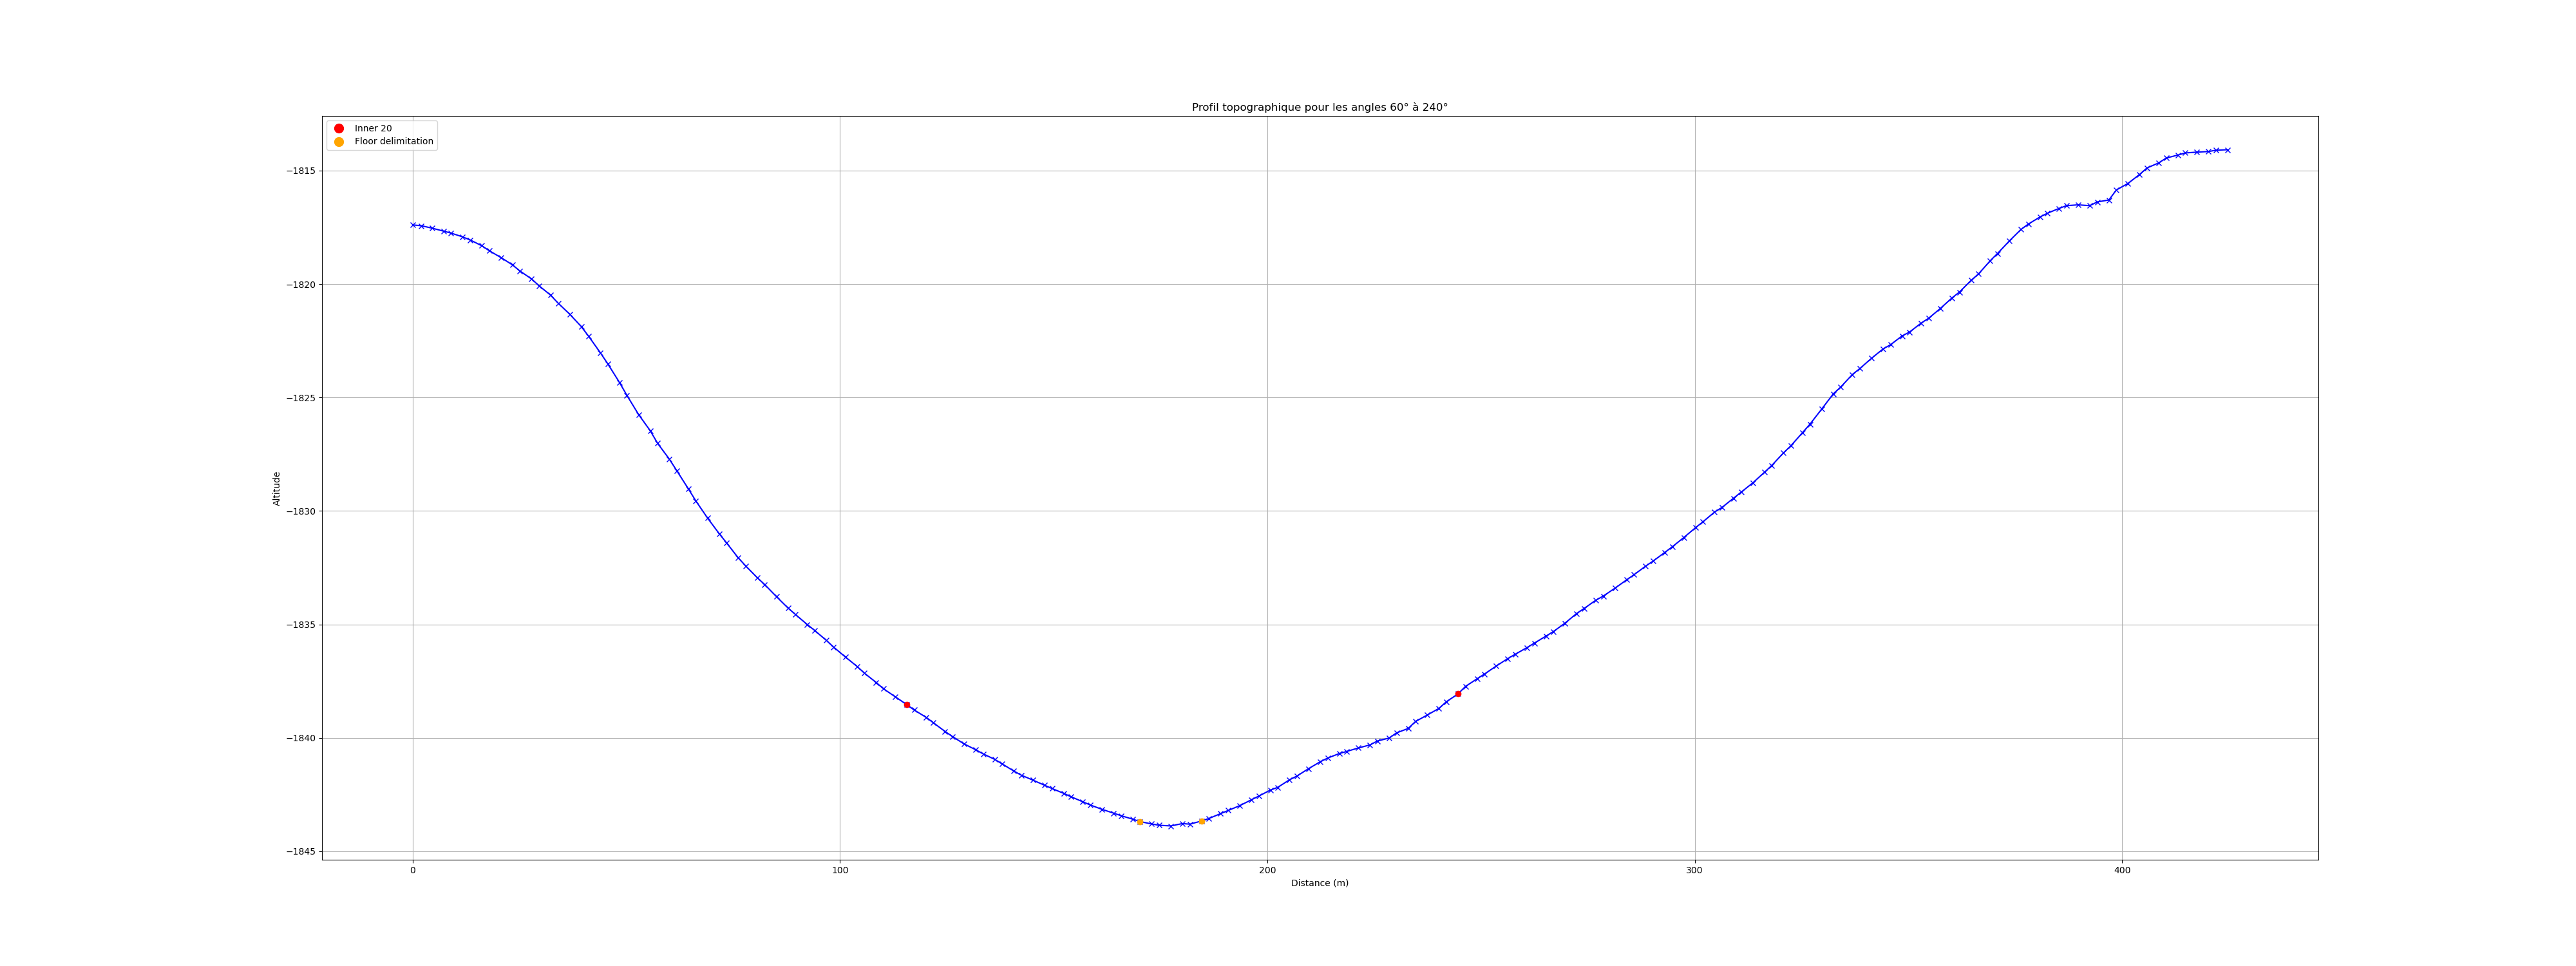 Profil topographique pour les angles 60° à 240°
Inner 20
Floor delimitation
−1815
−1820
−1825
−1830
−1835
−1840
−1845
Altitude
0 100 200 300 400
Distance (m)